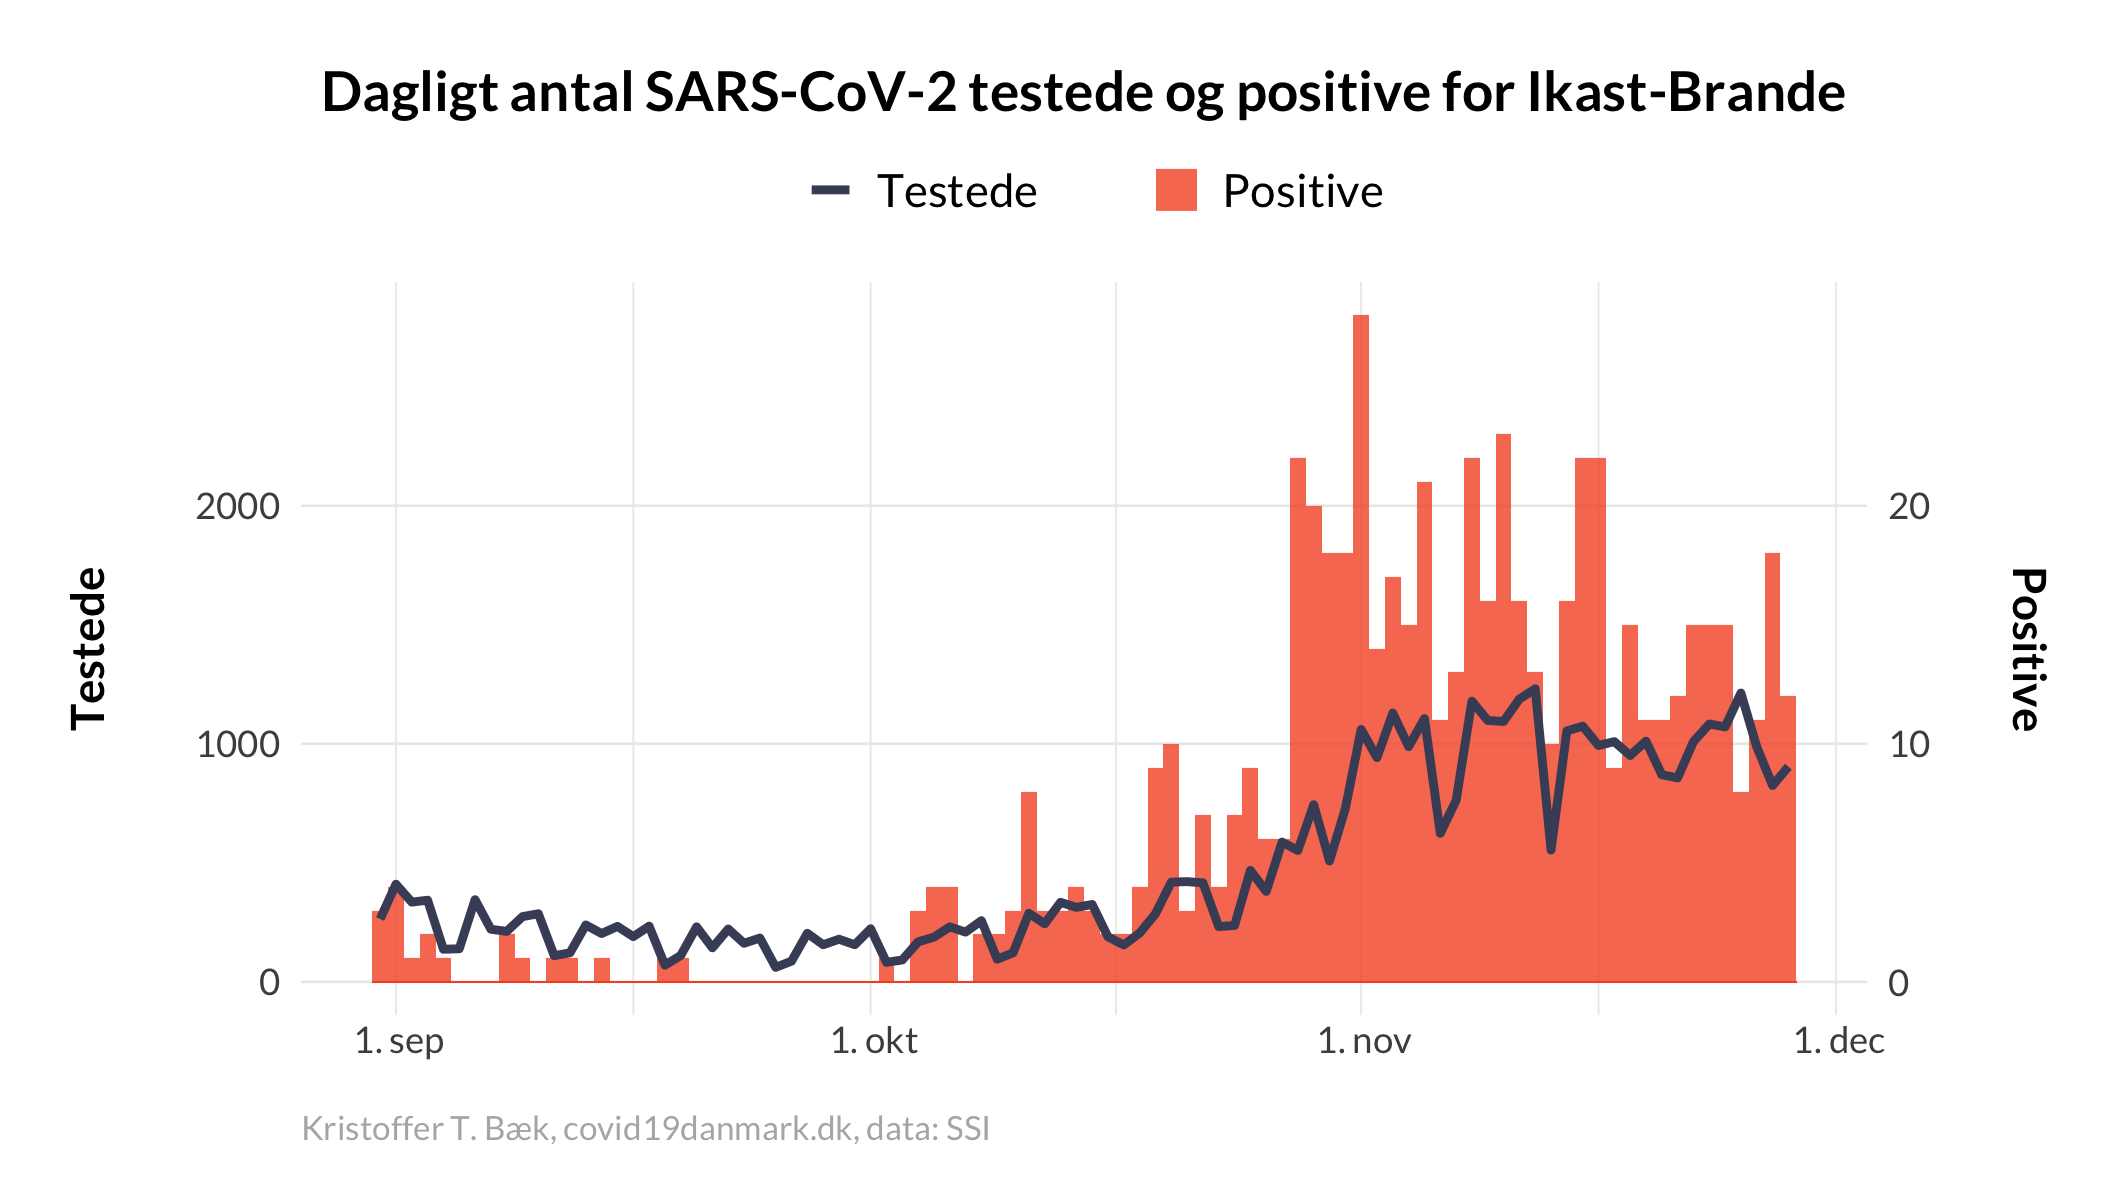 Dagligt antal SARS-CoV-2 testede og positive for Ikast-Brande
Testede
Positive
2000
1000
0
Testede
20
10
0
Positive
1. sep
1. okt
1. nov
1. dec
Kristoffer T. Bæk, covid19danmark.dk, data: SSI